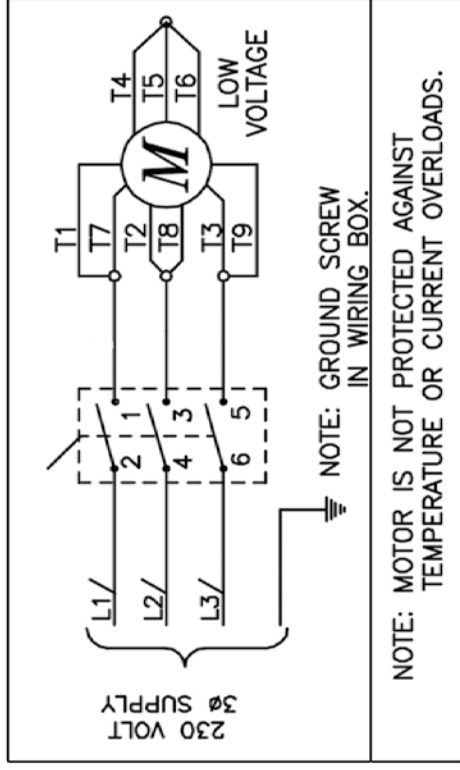 230 VOLT
3ø SUPPLY
L1
L2
L3
2
1
4
3
6
5
T1
T7
T2
T8
T3
T9
M
T4
T5
T6
LOW
VOLTAGE
NOTE: GROUND SCREW
IN WIRING BOX.
NOTE: MOTOR IS NOT PROTECTED AGAINST
TEMPERATURE OR CURRENT OVERLOADS.